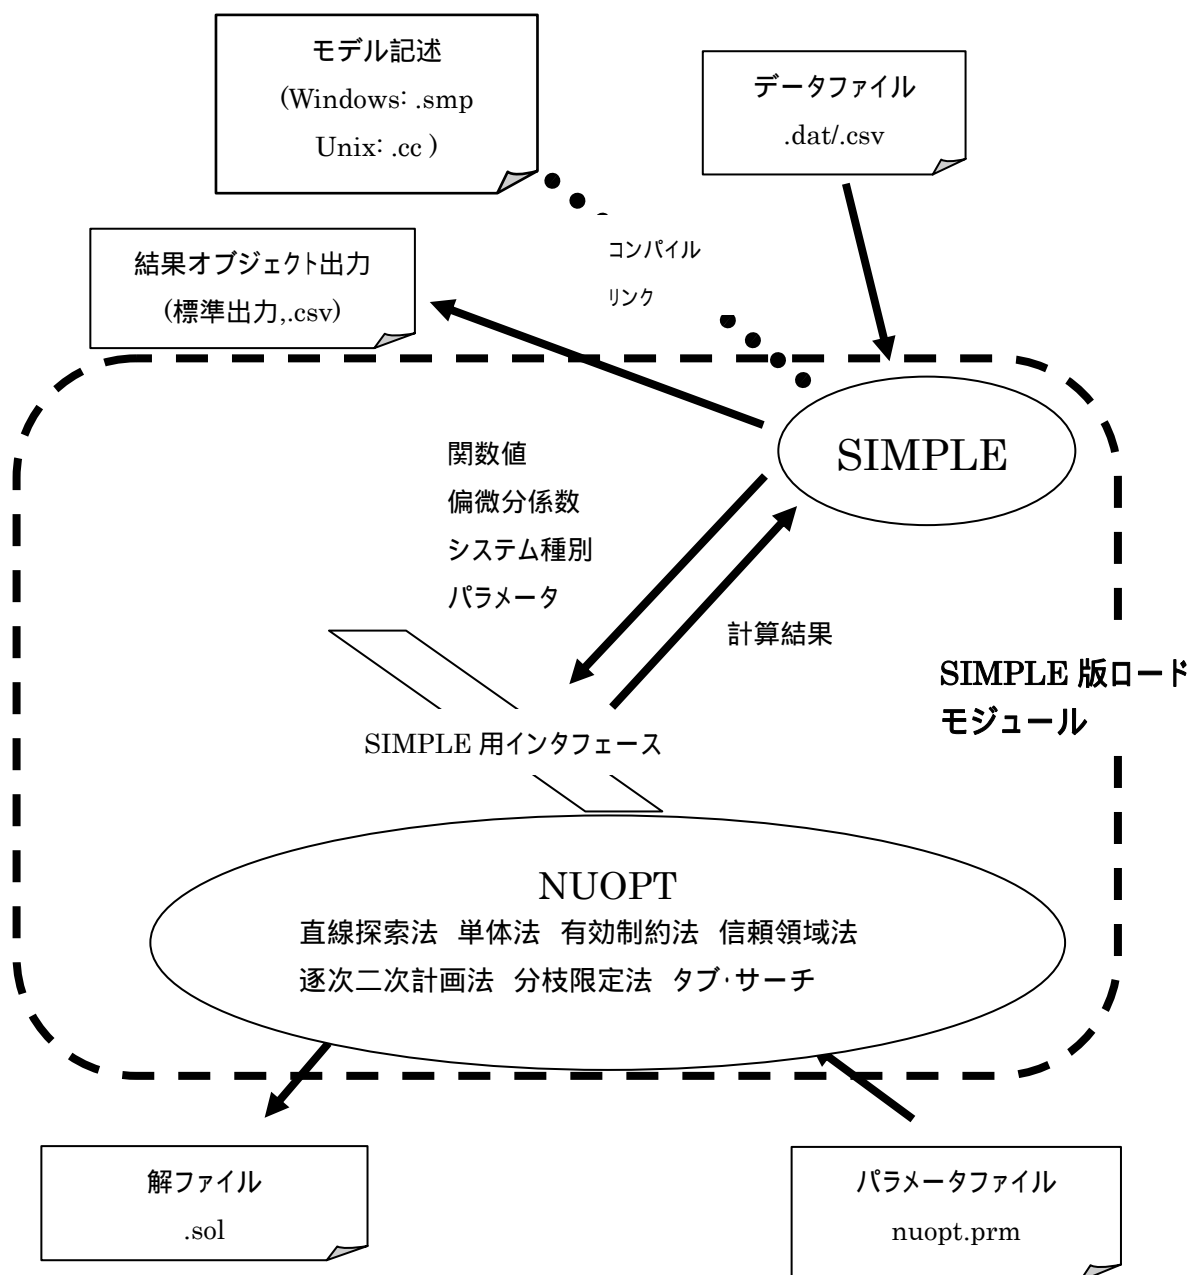 モデル記述
(Windows: .smp
Unix: .cc )
データファイル
.dat/.csv
結果オブジェクト出力
(標準出力,.csv)
コンパイル
リンク
SIMPLE
関数値
偏微分係数
システム種別
パラメータ
計算結果
SIMPLE 版ロード
モジュール
SIMPLE 用インタフェース
NUOPT
直線探索法 単体法 有効制約法 信頼領域法
逐次二次計画法 分枝限定法 タブ・サーチ
解ファイル
.sol
パラメータファイル
nuopt.prm